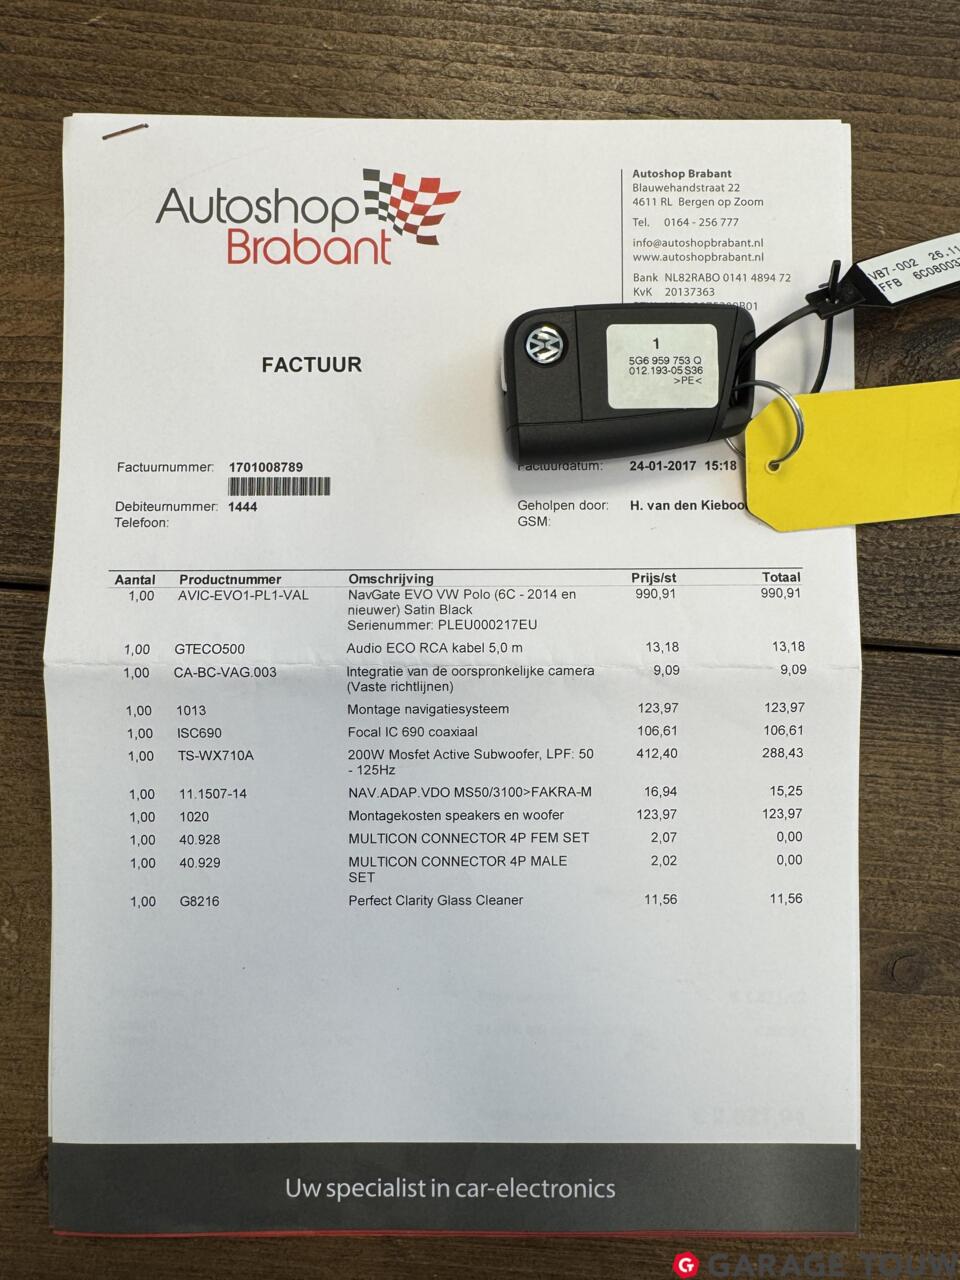 Autoshop
Brabant
Autoshop Brabant
Blauwehandstraat 22
4611 RL Bergen op Zoom
Tel. 0164 - 256 777
info@autoshopbrabant.nl
www.autoshopbrabant.nl
Bank NL82RABO 0141 4894 72
KvK 20137363
VB7-002 26.11
FFB 6C0800
1
5G6 959 753 Q
012.193-05 S36
>PE<
FACTUUR
Factuurnummer: 1701008789
Factuurdatum: 24-01-2017 15:18
Debiteurnummer: 1444
Geholpen door: H. van den Kieboo
Telefoon:
GSM:
Aantal Productnummer Omschrijving Prijs/st Totaal
1,00 AVIC-EVO1-PL1-VAL NavGate EVO VW Polo (6C - 2014 en 990,91 990,91
nieuwer) Satin Black
Serienummer: PLEU000217EU
1,00 GTECO500 Audio ECO RCA kabel 5,0 m 13,18 13,18
1,00 CA-BC-VAG.003 Integratie van de oorspronkelijke camera 9,09 9,09
(Vaste richtlijnen)
1,00 1013 Montage navigatiesysteem 123,97 123,97
1,00 ISC690 Focal IC 690 coaxiaal 106,61 106,61
1,00 TS-WX710A 200W Mosfet Active Subwoofer, LPF: 50 412,40 288,43
- 125Hz
1,00 11.1507-14 NAV.ADAP.VDO MS50/3100>FAKRA-M 16,94 15,25
1,00 1020 Montagekosten speakers en woofer 123,97 123,97
1,00 40.928 MULTICON CONNECTOR 4P FEM SET 2,07 0,00
1,00 40.929 MULTICON CONNECTOR 4P MALE 2,02 0,00
SET
1,00 G8216 Perfect Clarity Glass Cleaner 11,56 11,56
Uw specialist in car-electronics
GARAGE TOUW